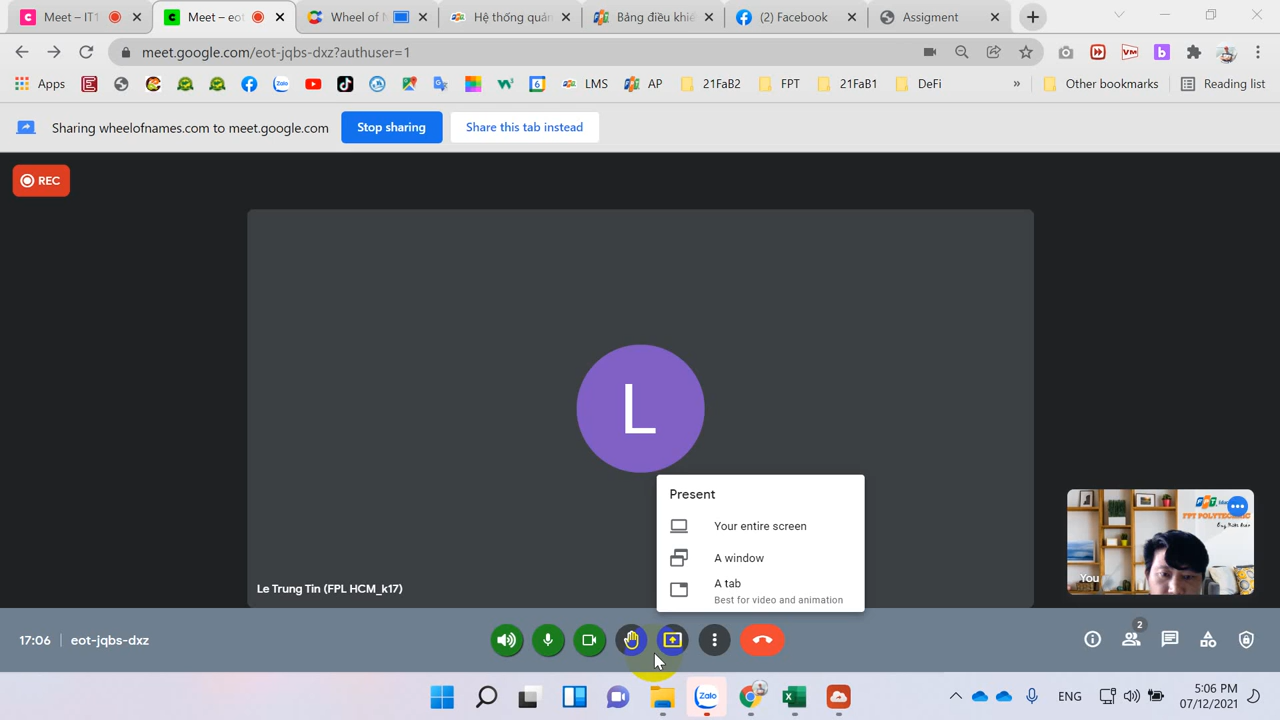 Meet – IT1
Meet – eot
Wheel of N
Hệ thống quản
Bảng điều khiể
(2) Facebook
Assigment
meet.google.com/eot-jqbs-dxz?authuser=1
Apps
LMS
AP
21FaB2
FPT
21FaB1
DeFi
»
Other bookmarks
Reading list
Sharing wheelofnames.com to meet.google.com
Stop sharing
Share this tab instead
REC
L
Present
Your entire screen
A window
A tab
Best for video and animation
Le Trung Tin (FPL HCM_k17)
FPT POLYTECHNIC
You
17:06 | eot-jqbs-dxz
2
Zalo
ENG
5:06 PM
07/12/2021